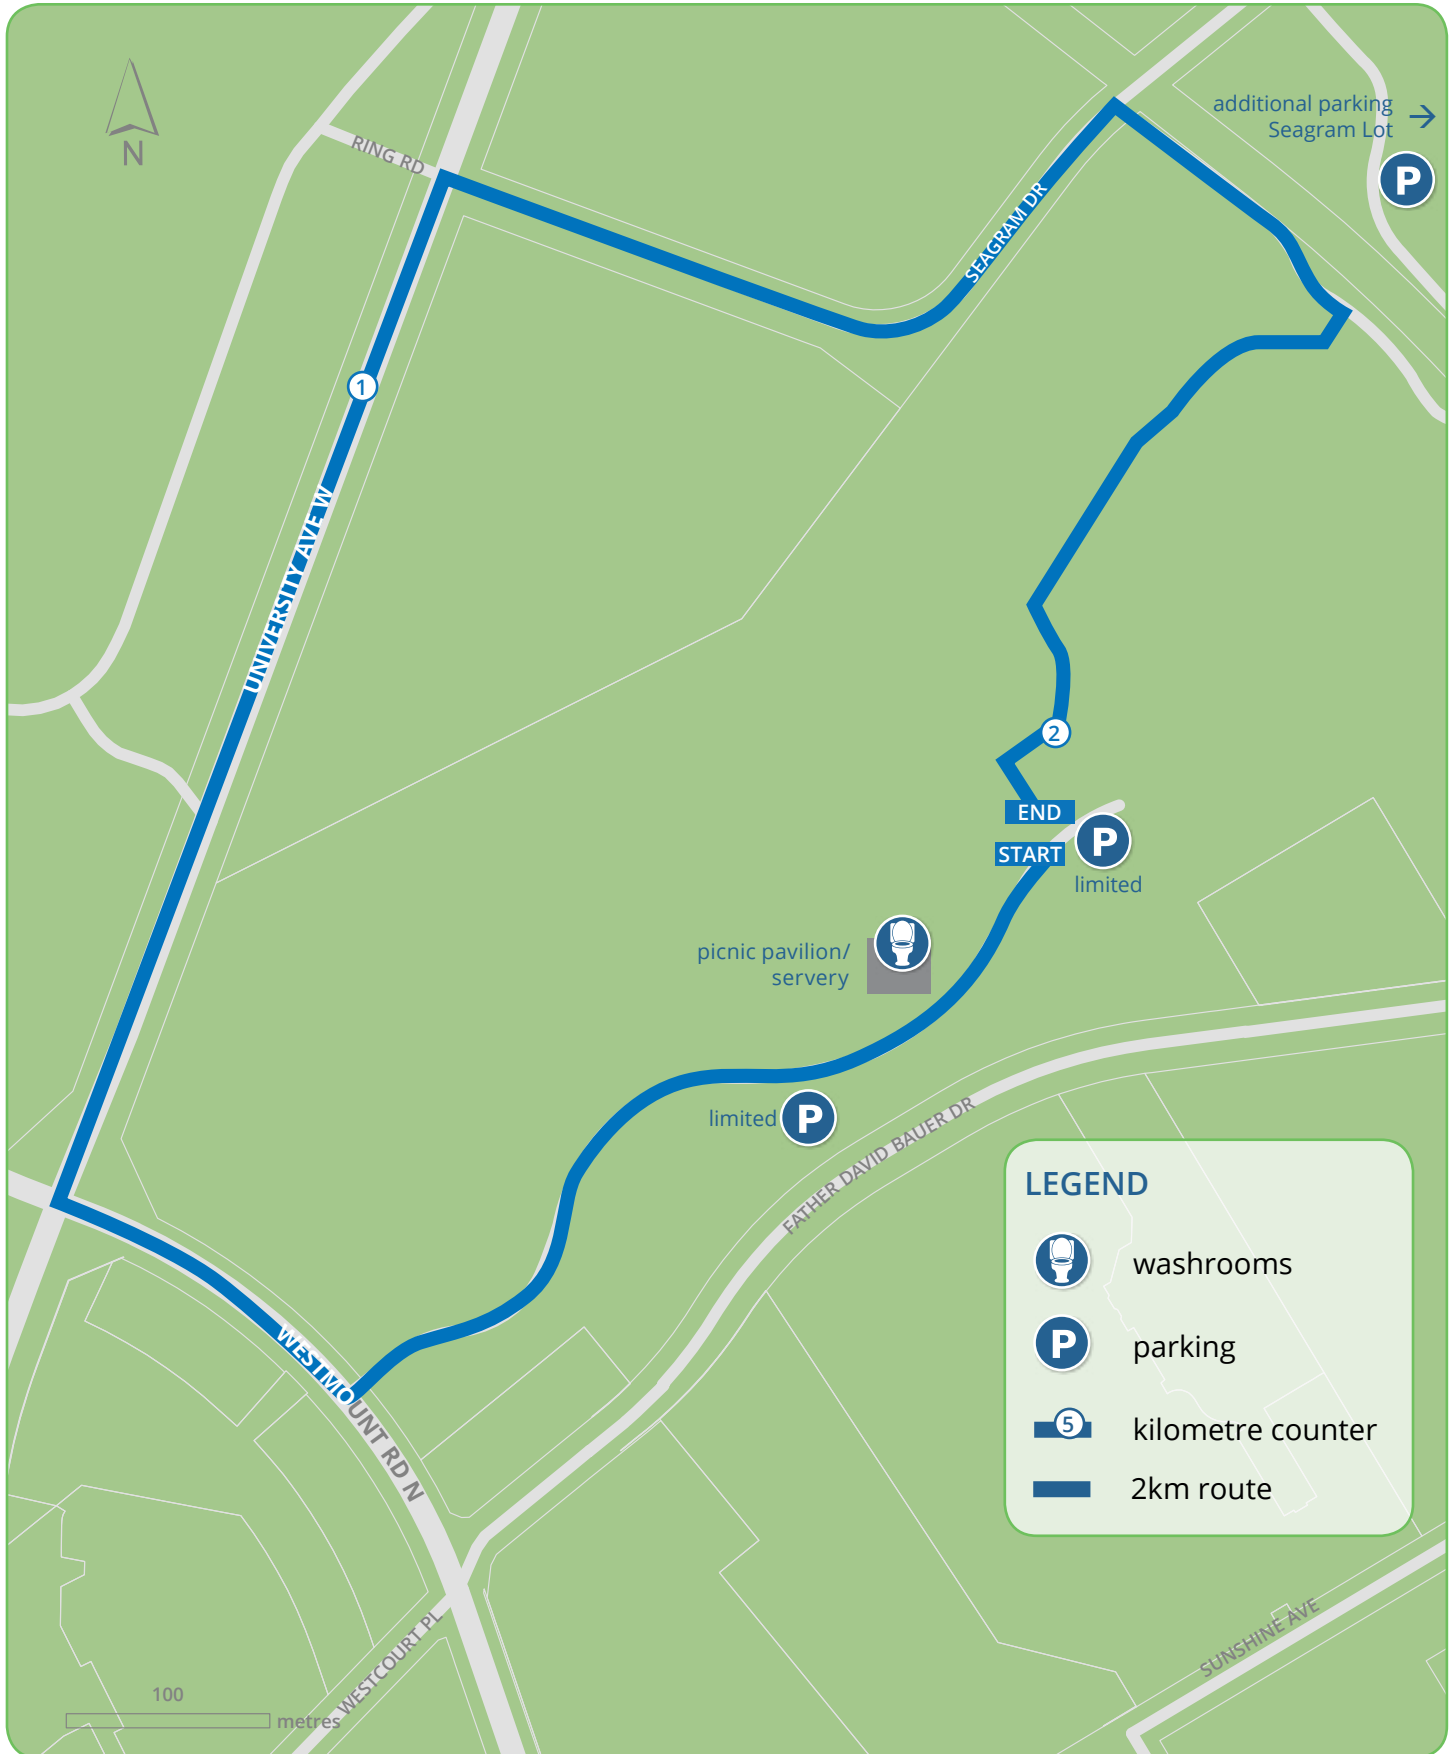 additional parking
Seagram Lot
P
N
RING RD
SEAGRAM DR
1
UNIVERSITY AVE W
2
END
START
P
limited
picnic pavilion/
servery
limited P
FATHER DAVID BAUER DR
WESTMOUNT RD N
LEGEND
washrooms
P parking
5 kilometre counter
2km route
WESTCOURT PL
SUNSHINE AVE
100
metres